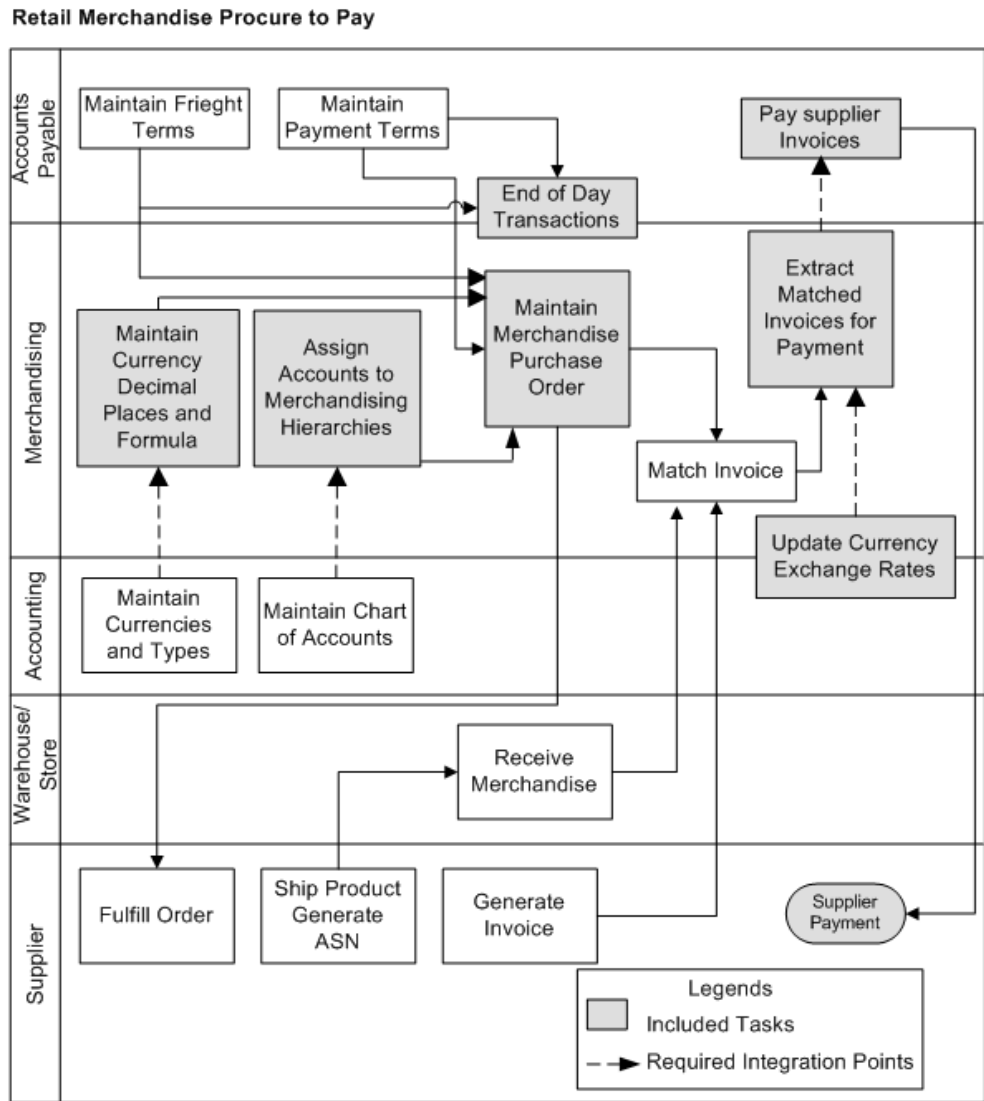 Retail Merchandise Procure to Pay
Accounts
Payable
Maintain Frieght
Terms
Maintain
Payment Terms
Pay supplier
Invoices
End of Day
Transactions
Merchandising
Maintain
Currency
Decimal
Places and
Formula
Assign
Accounts to
Merchandising
Hierarchies
Maintain
Merchandise
Purchase
Order
Extract
Matched
Invoices for
Payment
Match Invoice
Update Currency
Exchange Rates
Accounting
Maintain
Currencies
and Types
Maintain Chart
of Accounts
Warehouse/
Store
Receive
Merchandise
Supplier
Fulfill Order
Ship Product
Generate
ASN
Generate
Invoice
Supplier
Payment
Legends
Included Tasks
Required Integration Points